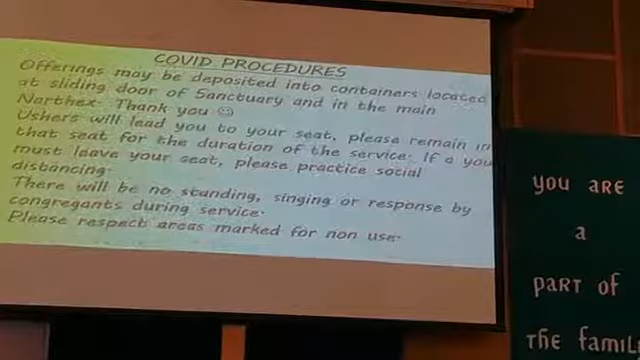 COVID PROCEDURES
Offerings may be deposited into containers located
at sliding door of Sanctuary and in the main
Narthex. Thank you ☺
Ushers will lead you to your seat, please remain in
that seat for the duration of the service. If a you
must leave your seat, please practice social
distancing.
There will be no standing, singing or response by
congregants during service.
Please respect areas marked for non use.
you are
a
part of
the famil